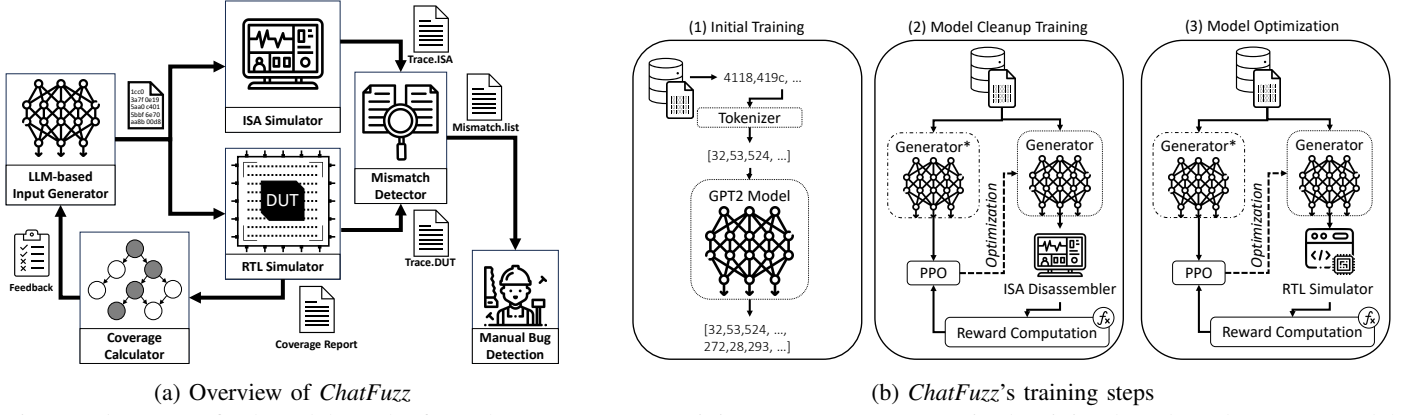 1cc0
3a7f 0e19
5aa0 c401
5bbf 6e70
aa8b 00d8
LLM-based
Input Generator
ISA Simulator
Trace.ISA
Mismatch.list
Mismatch
Detector
DUT
RTL Simulator
Trace.DUT
Feedback
Coverage
Calculator
Coverage Report
Manual Bug
Detection
(a) Overview of ChatFuzz
(1) Initial Training
4118,419c, ...
Tokenizer
[32,53,524, ...]
GPT2 Model
[32,53,524, ...,
272,28,293, ...]
(2) Model Cleanup Training
Generator*
Generator
Optimization
PPO
ISA Disassembler
Reward Computation
fx
(3) Model Optimization
Generator*
Generator
Optimization
PPO
RTL Simulator
Reward Computation
fx
(b) ChatFuzz's training steps